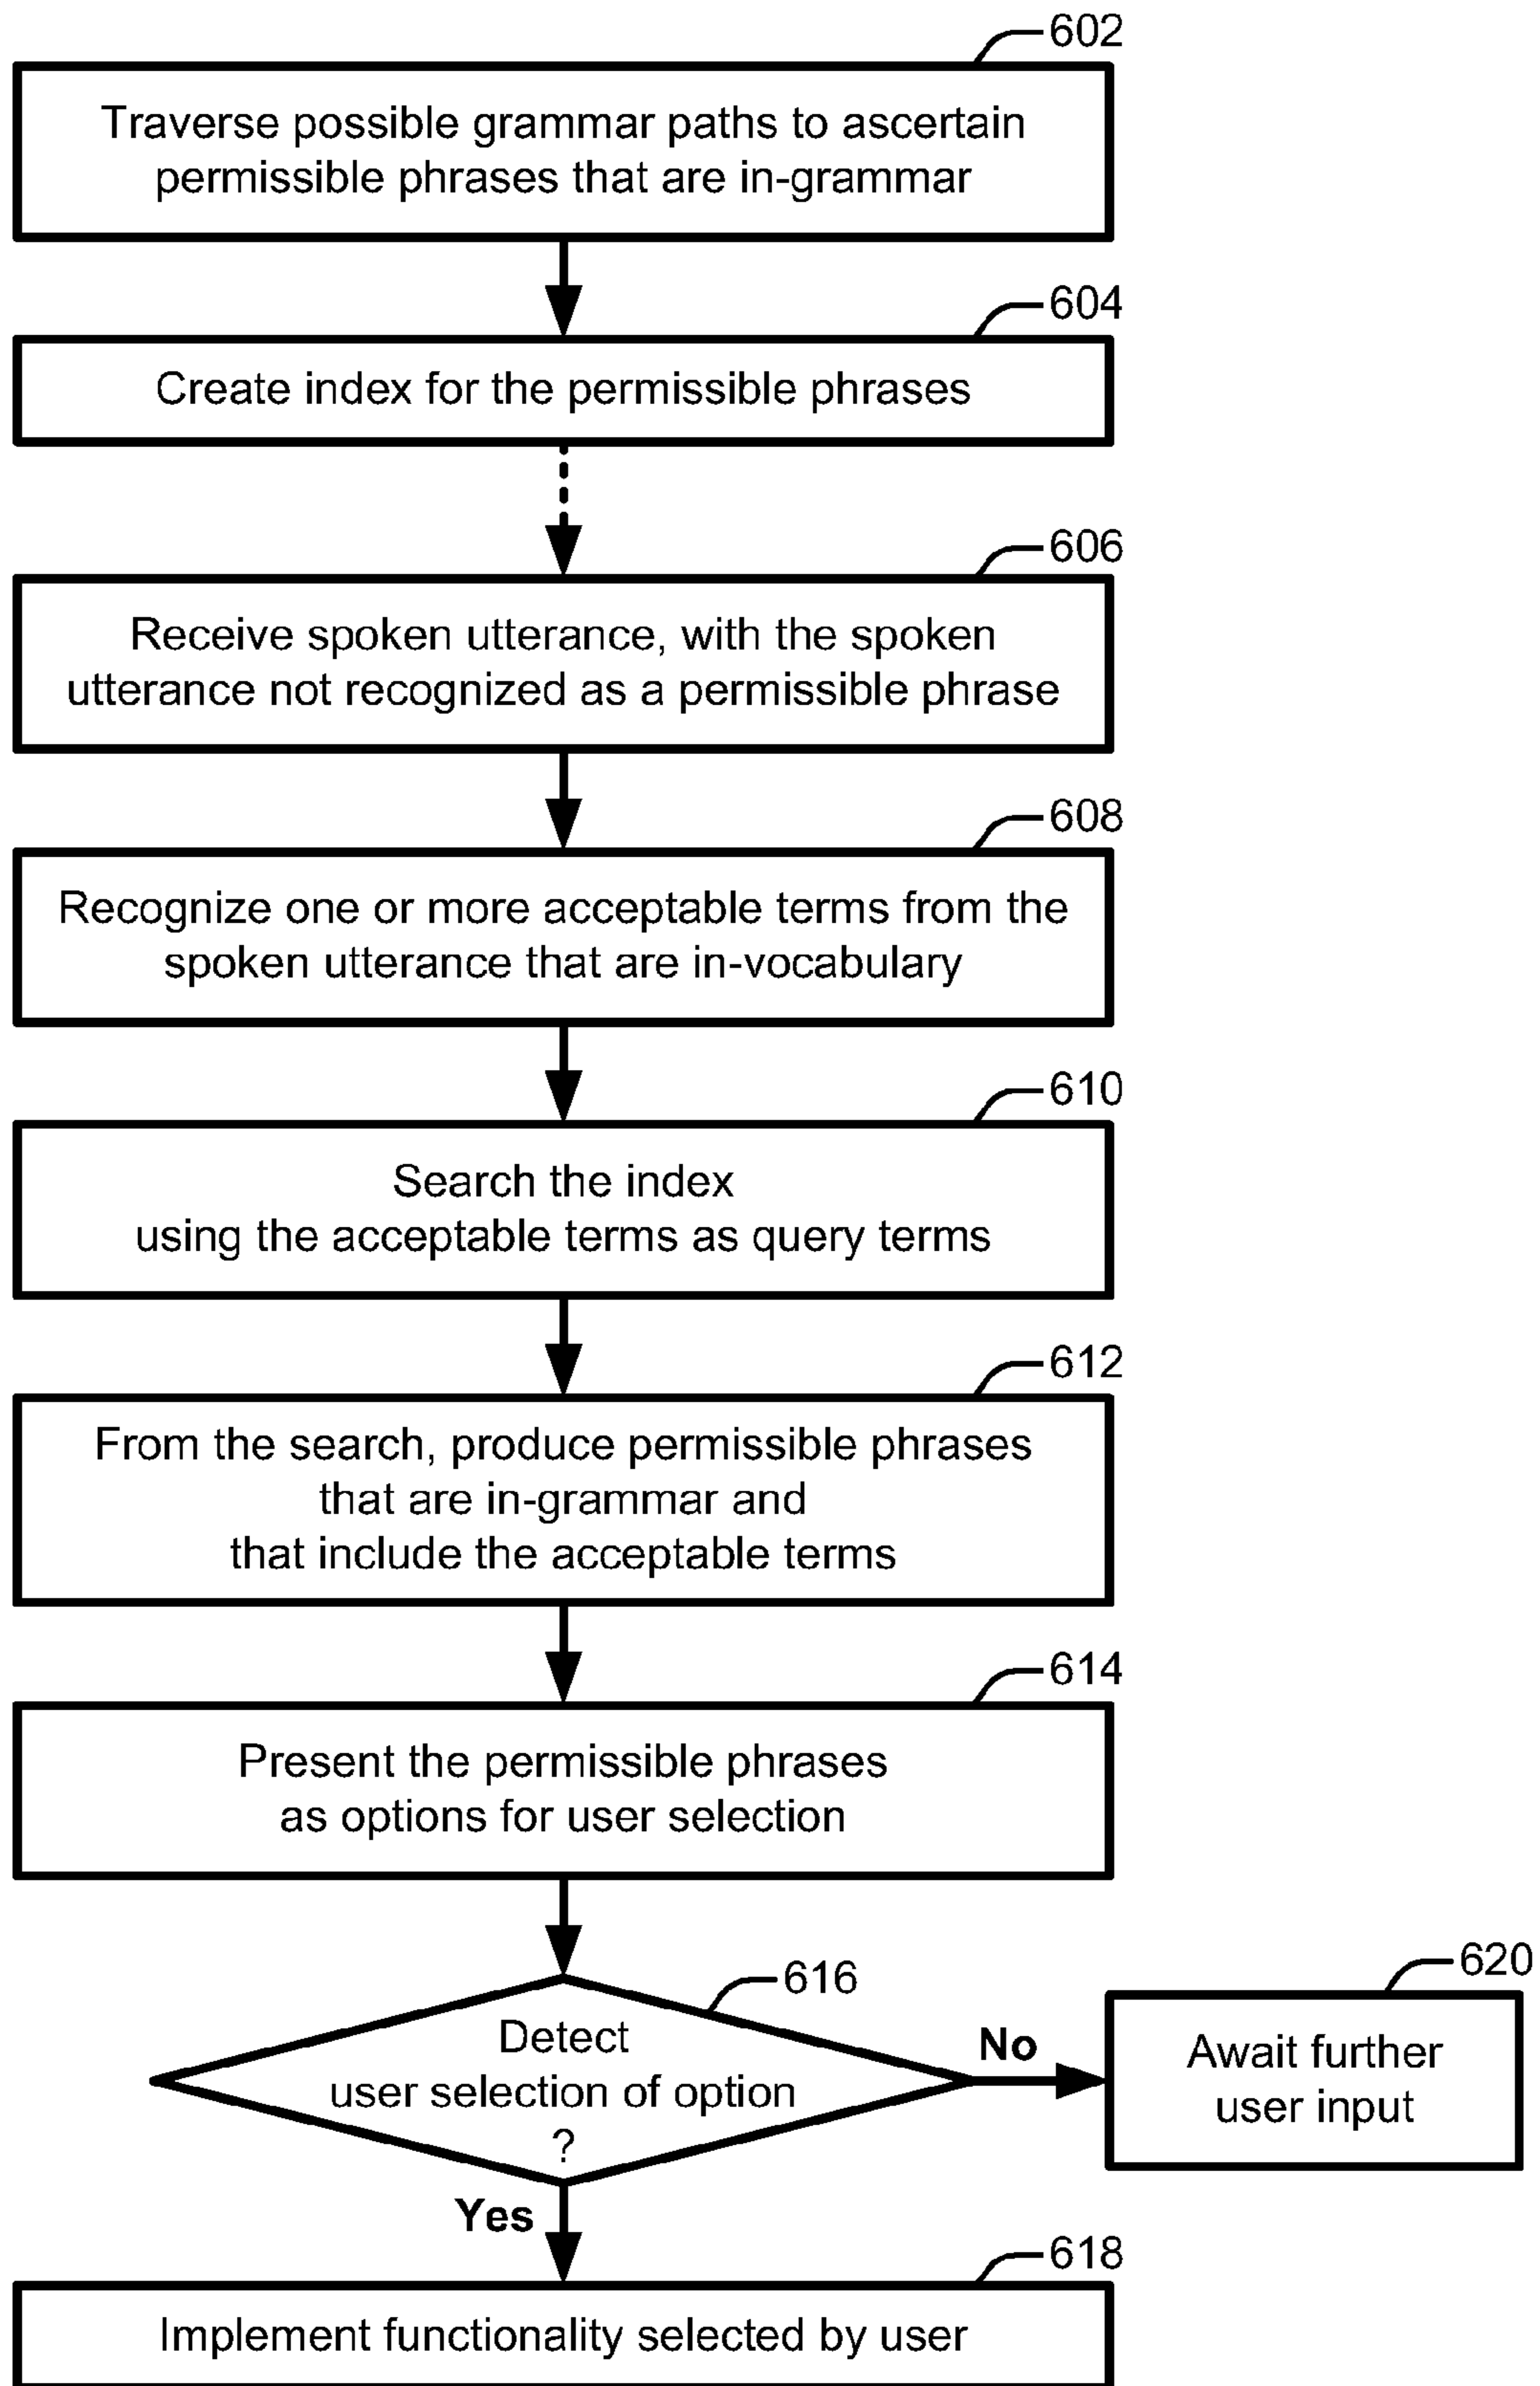 602
Traverse possible grammar paths to ascertain
permissible phrases that are in-grammar
604
Create index for the permissible phrases
606
Receive spoken utterance, with the spoken
utterance not recognized as a permissible phrase
608
Recognize one or more acceptable terms from the
spoken utterance that are in-vocabulary
610
Search the index
using the acceptable terms as query terms
612
From the search, produce permissible phrases
that are in-grammar and
that include the acceptable terms
614
Present the permissible phrases
as options for user selection
616
Detect
user selection of option
?
No
620
Await further
user input
Yes
618
Implement functionality selected by user